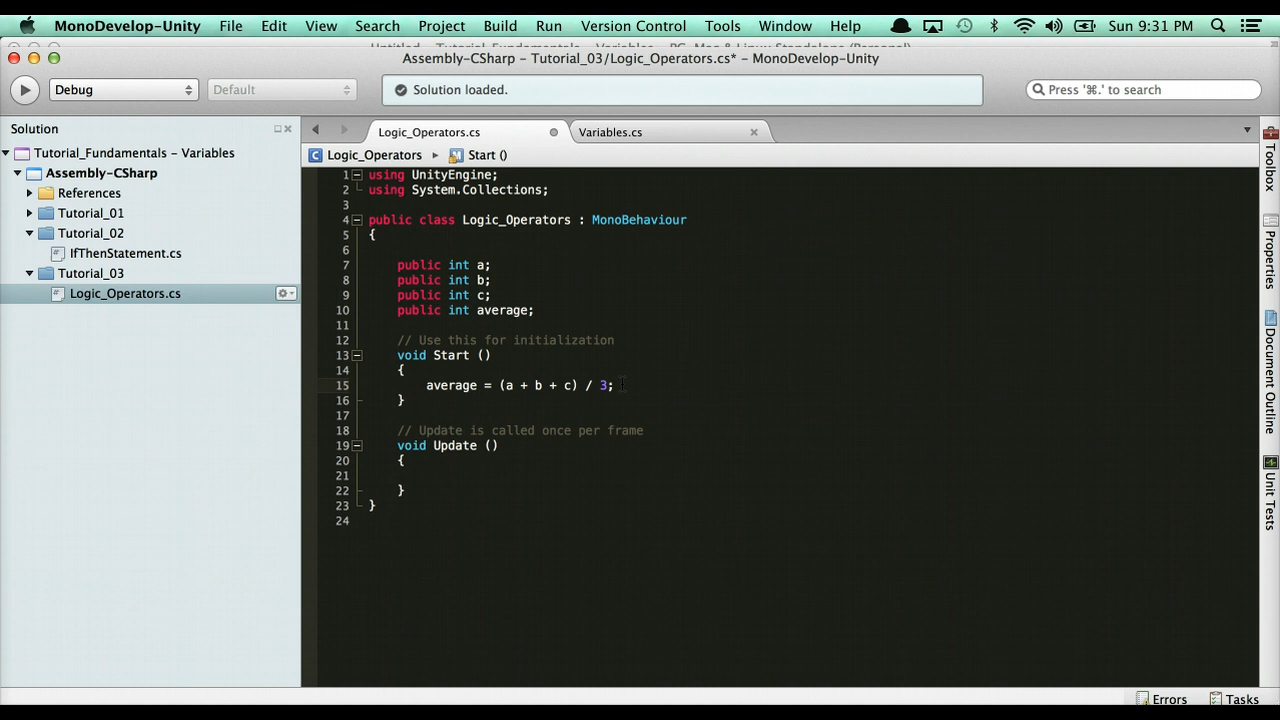 MonoDevelop-Unity File Edit View Search Project Build Run Version Control Tools Window Help Sun 9:31 PM
Assembly-CSharp - Tutorial_03/Logic_Operators.cs* - MonoDevelop-Unity
Debug Default Solution loaded. Press '⌘.' to search
Solution
Tutorial_Fundamentals - Variables
Assembly-CSharp
References
Tutorial_01
Tutorial_02
IfThenStatement.cs
Tutorial_03
Logic_Operators.cs
Logic_Operators.cs Variables.cs
Logic_Operators Start ()
1 using UnityEngine;
2 using System.Collections;
3
4 public class Logic_Operators : MonoBehaviour
5 {
6
7 public int a;
8 public int b;
9 public int c;
10 public int average;
11
12 // Use this for initialization
13 void Start ()
14 {
15 average = (a + b + c) / 3;
16 }
17
18 // Update is called once per frame
19 void Update ()
20 {
21
22 }
23 }
24
Toolbox
Properties
Document Outline
Unit Tests
Errors Tasks